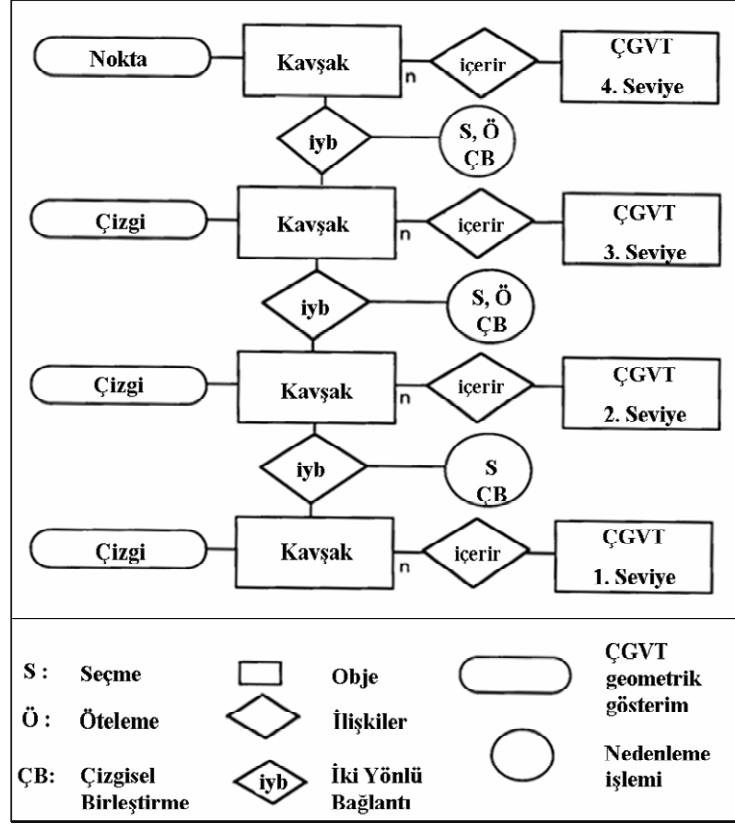 Nokta
Kavşak
n
içerir
ÇGVT
4. Seviye
iyb
S, Ö
ÇB
Çizgi
Kavşak
n
içerir
ÇGVT
3. Seviye
iyb
S, Ö
ÇB
Çizgi
Kavşak
n
içerir
ÇGVT
2. Seviye
iyb
S
ÇB
Çizgi
Kavşak
n
içerir
ÇGVT
1. Seviye
S : Seçme
Obje
ÇGVT
geometrik
gösterim
Ö : Öteleme
İlişkiler
ÇB: Çizgisel
Birleştirme
iyb
İki Yönlü
Bağlantı
Nedenleme
işlemi